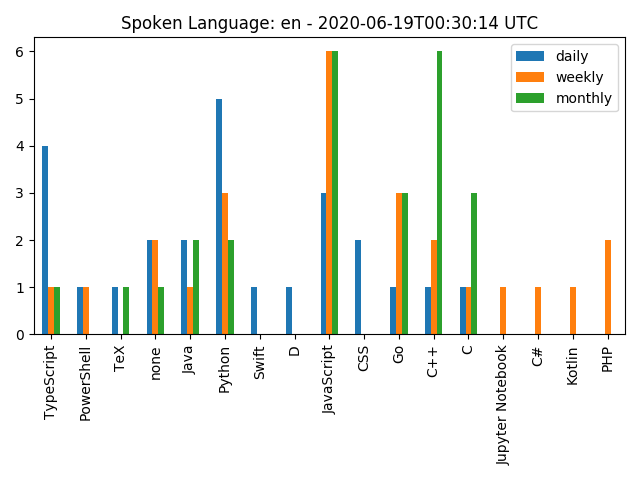 Spoken Language: en - 2020-06-19T00:30:14 UTC
daily
weekly
monthly
6
5
4
3
2
1
0
TypeScript
PowerShell
TeX
none
Java
Python
Swift
D
JavaScript
CSS
Go
C++
C
Jupyter Notebook
C#
Kotlin
PHP